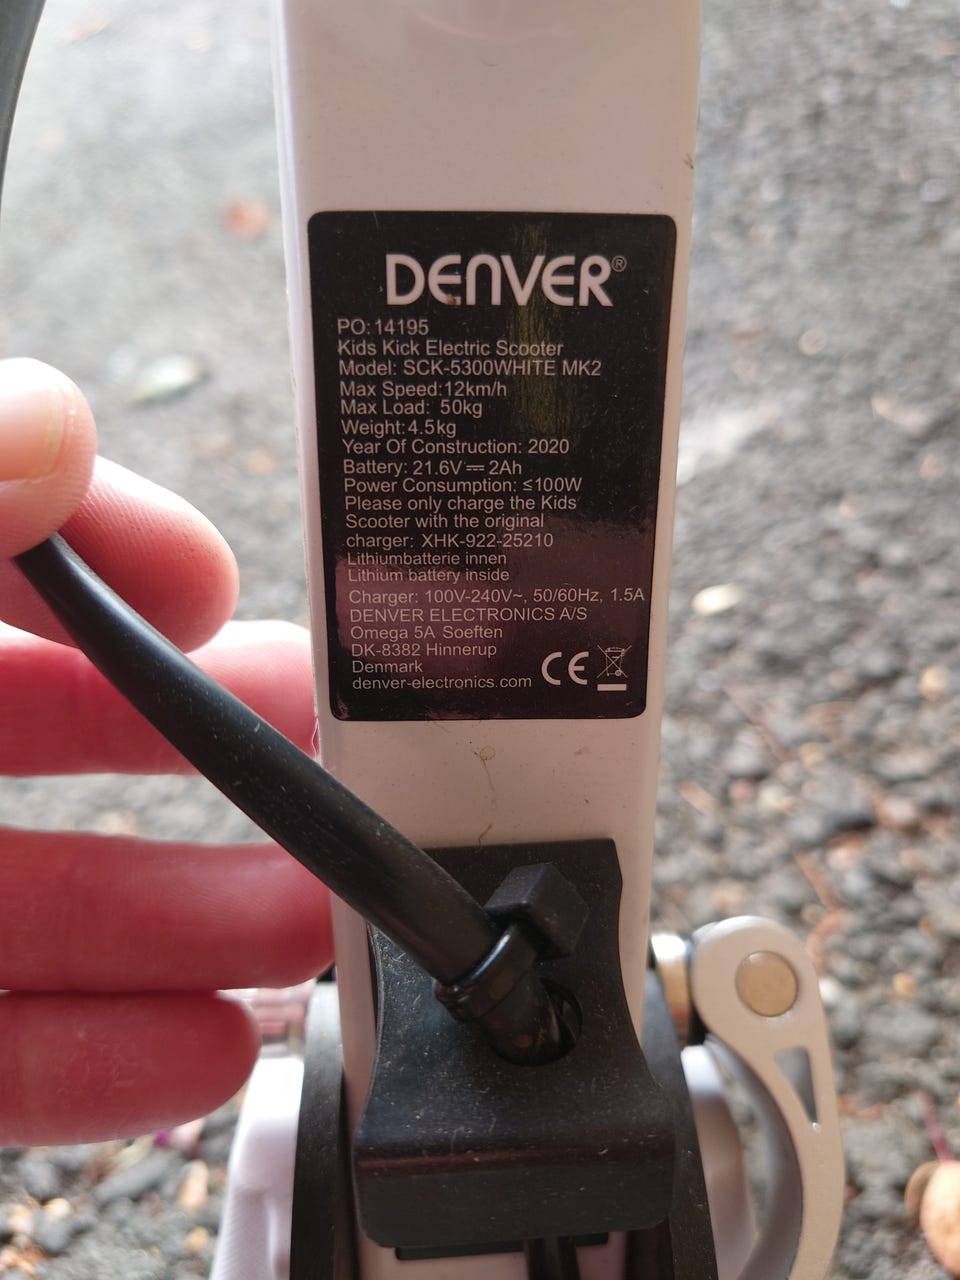 DENVER®
PO: 14195
Kids Kick Electric Scooter
Model: SCK-5300WHITE MK2
Max Speed:12km/h
Max Load: 50kg
Weight: 4.5kg
Year Of Construction: 2020
Battery: 21.6V⎓2Ah
Power Consumption: ≤100W
Please only charge the Kids
Scooter with the original
charger: XHK-922-25210
Lithiumbatterie innen
Lithium battery inside
Charger: 100V-240V~, 50/60Hz, 1.5A
DENVER ELECTRONICS A/S
Omega 5A Soeften
DK-8382 Hinnerup
Denmark
denver-electronics.com CE